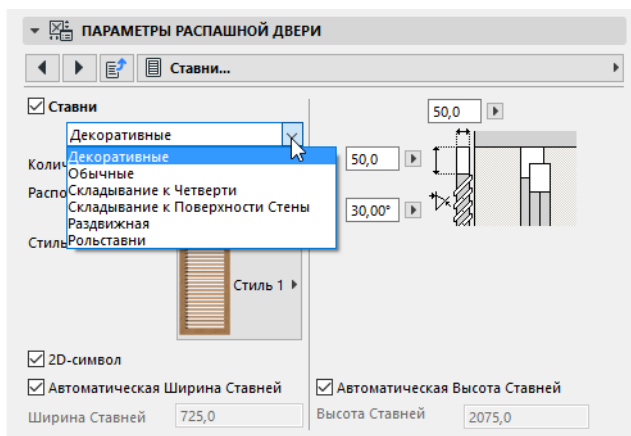 ПАРАМЕТРЫ РАСПАШНОЙ ДВЕРИ
Ставни...
Ставни
50,0
Декоративные
Декоративные
50,0
Обычные
Складывание к Четверти
Складывание к Поверхности Стены
30,00°
Раздвижная
Рольставни
Стиль 1
2D-символ
Автоматическая Ширина Ставней
Автоматическая Высота Ставней
Ширина Ставней
725,0
Высота Ставней
2075,0